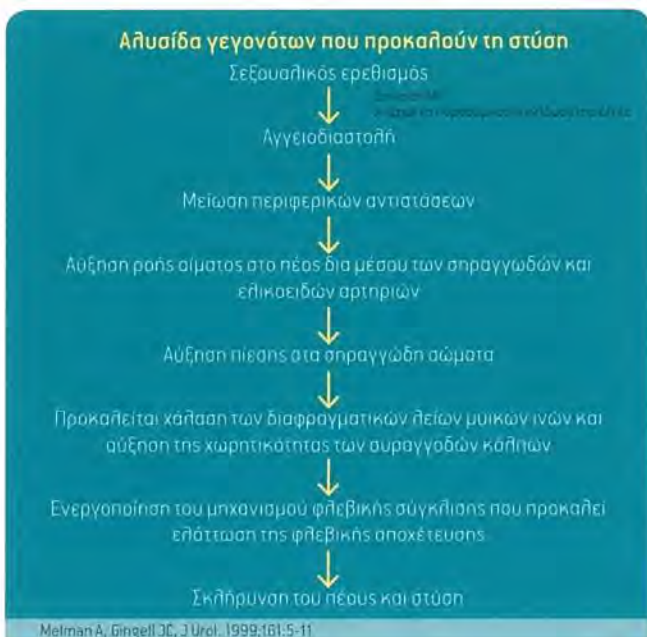 Αλυσίδα γεγονότων που προκαλούν τη στύση
Σεξουαλικός ερεθισμός
Αγγειοδιαστολή
Μείωση περιφερικών αντιστάσεων
Αύξηση ροής αίματος στο πέος δια μέσου των σηραγγωδών και
ελικοειδών αρτηριών
Αύξηση πίεσης στα σηραγγώδη σώματα
Προκαλείται χάλαση των διαφραγματικών λείων μυικών ινών και
αύξηση της χωρητικότητας των συραγγοδών κόλπων
Ενεργοποίηση του μηχανισμού φλεβικής σύγκλισης που προκαλεί
ελάττωση της φλεβικής αποχέτευσης
Σκλήρυνση του πέους και στύση
Melman A, Gingell JC, J Urol, 1999;161:5-11